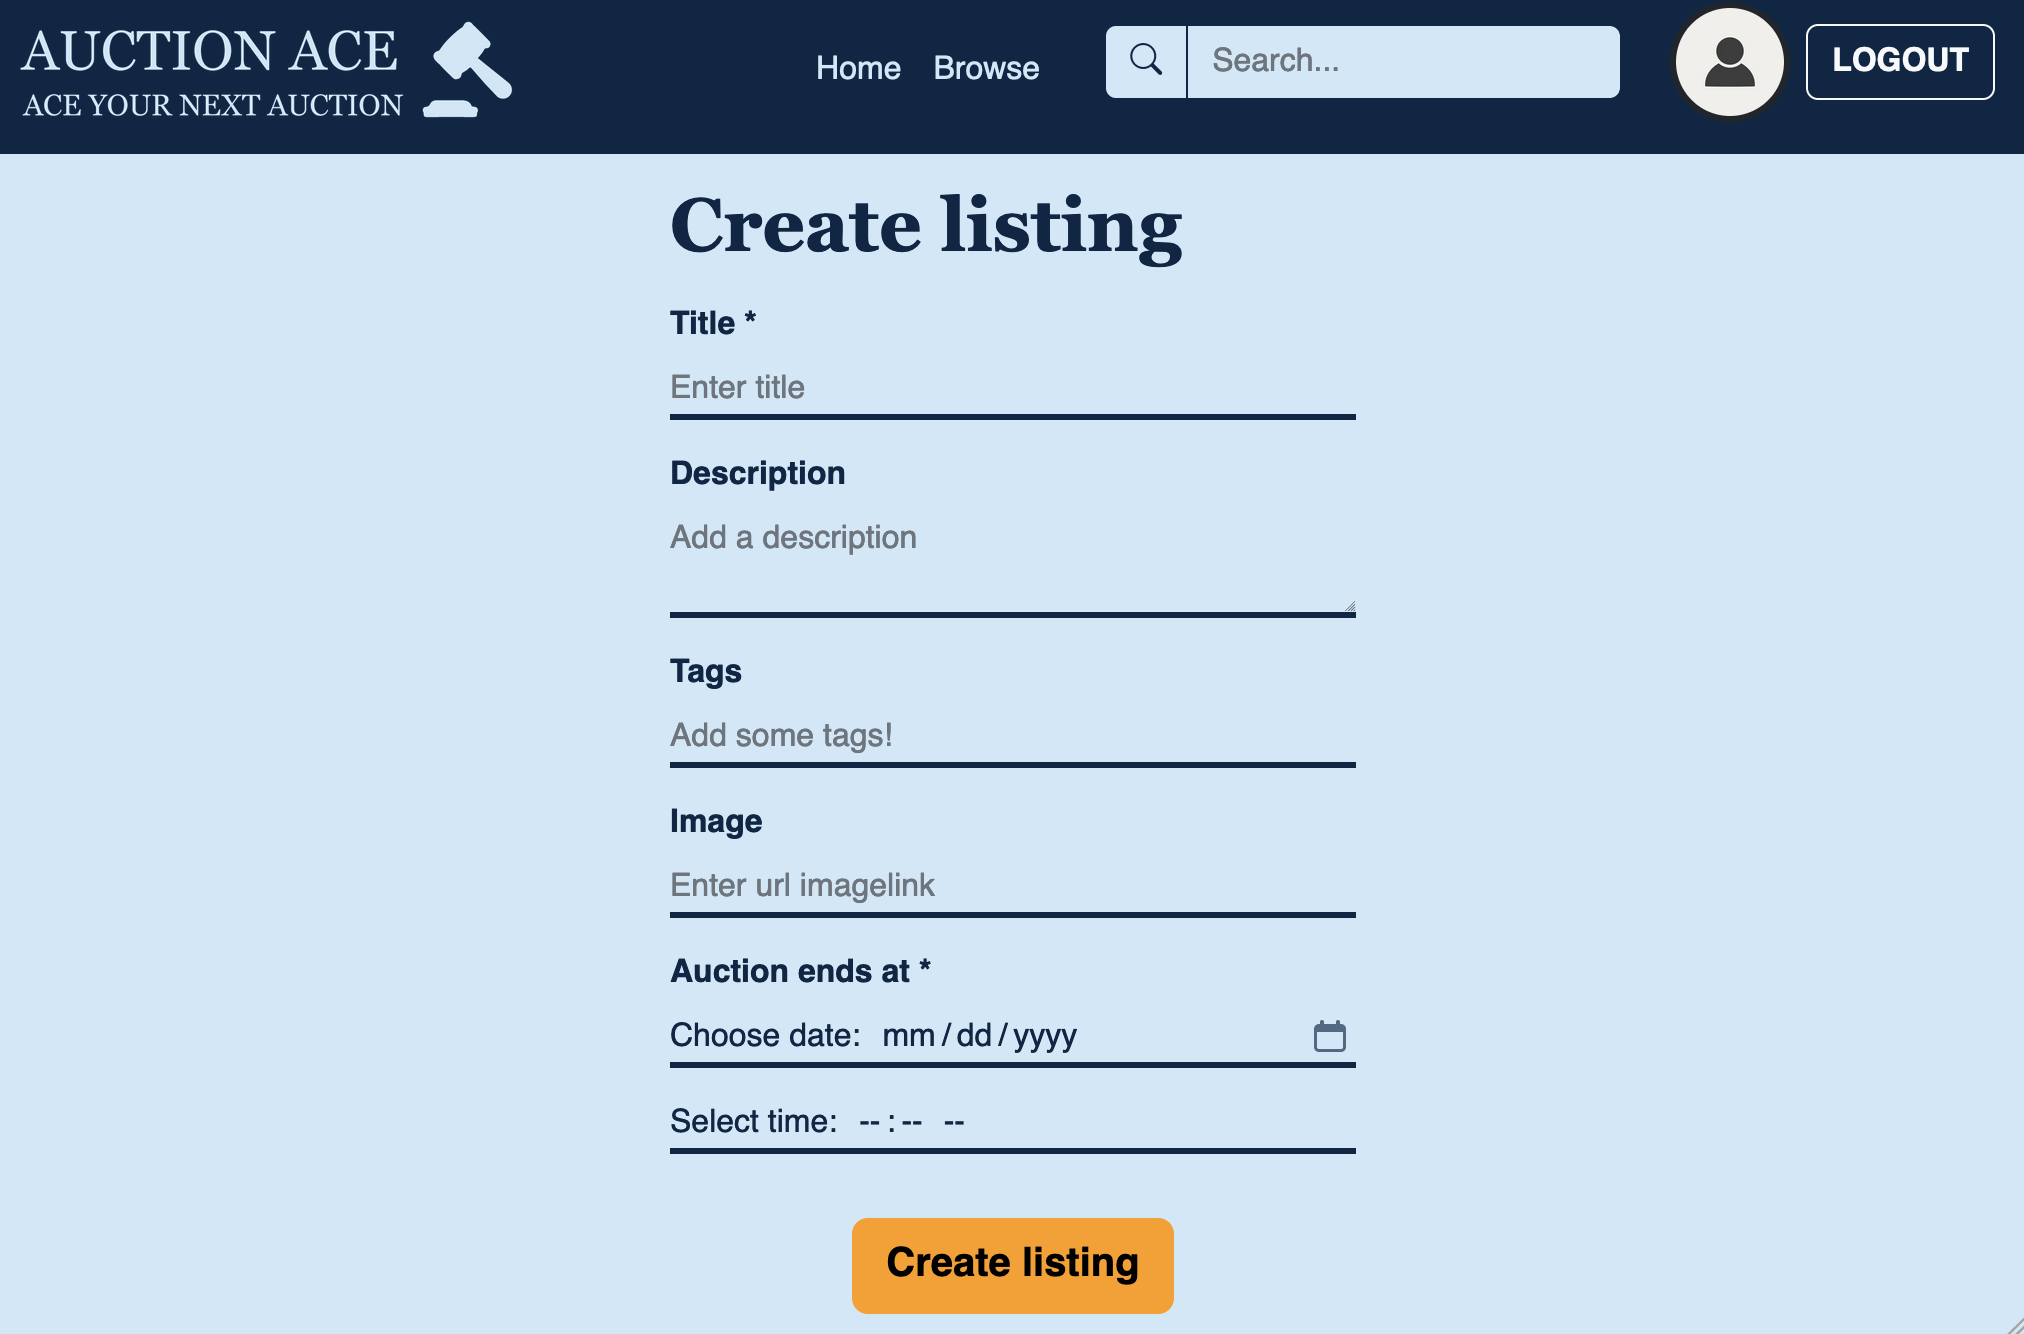 AUCTION ACE
ACE YOUR NEXT AUCTION
Home Browse
Search...
LOGOUT
Create listing
Title *
Enter title
Description
Add a description
Tags
Add some tags!
Image
Enter url imagelink
Auction ends at *
Choose date: mm/dd/yyyy
Select time: --:-- --
Create listing